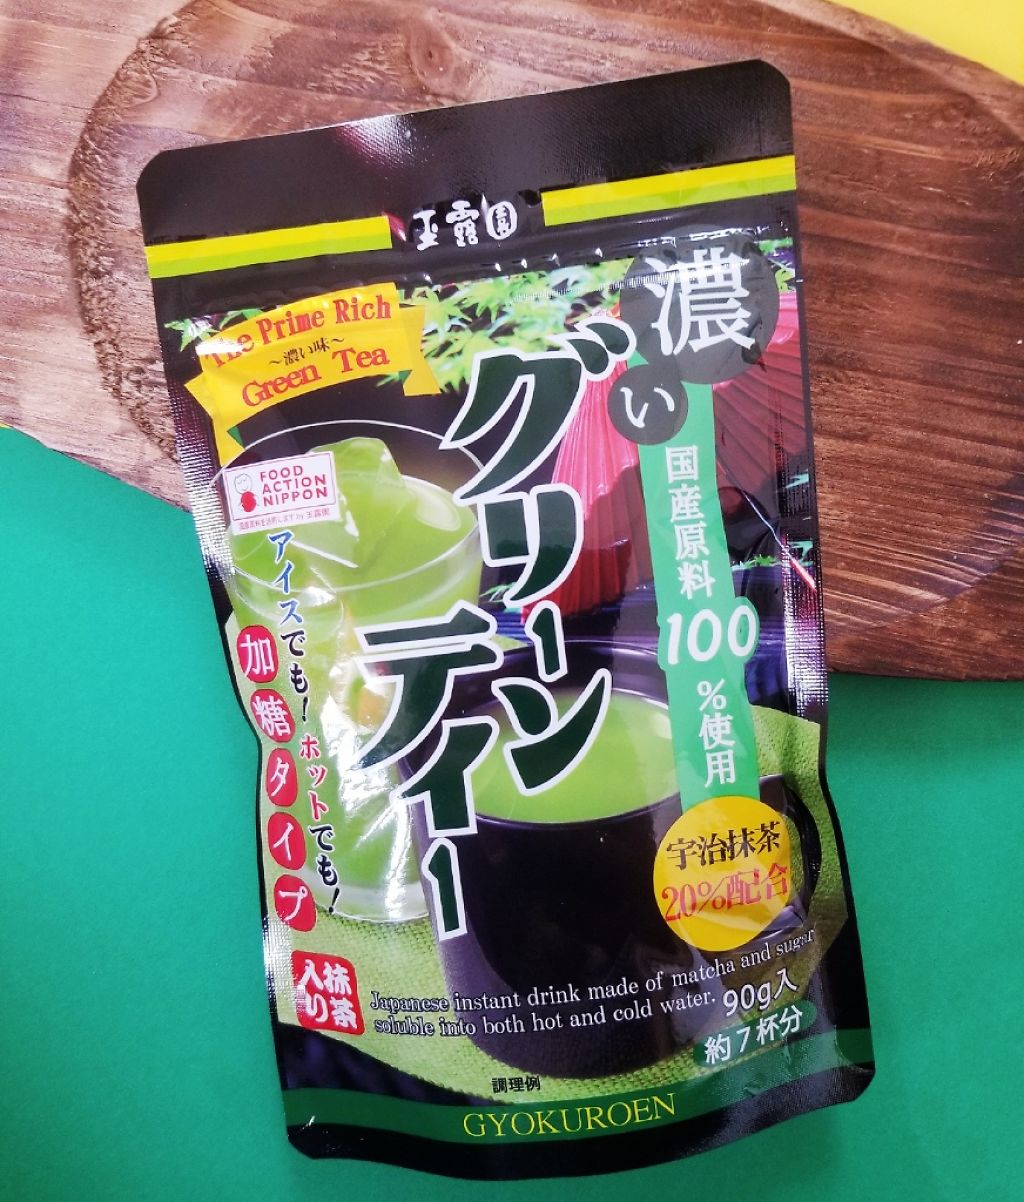 玉露園
The Prime Rich
～濃い味～
Green Tea
濃い
グリーンティー
国産原料100%使用
FOOD
ACTION
NIPPON
アイスでも!ホットでも!
加糖タイプ
宇治抹茶
20%配合
抹茶入り
Japanese instant drink made of matcha and sugar
soluble into both hot and cold water.
90g入
約7杯分
調理例
GYOKUROEN